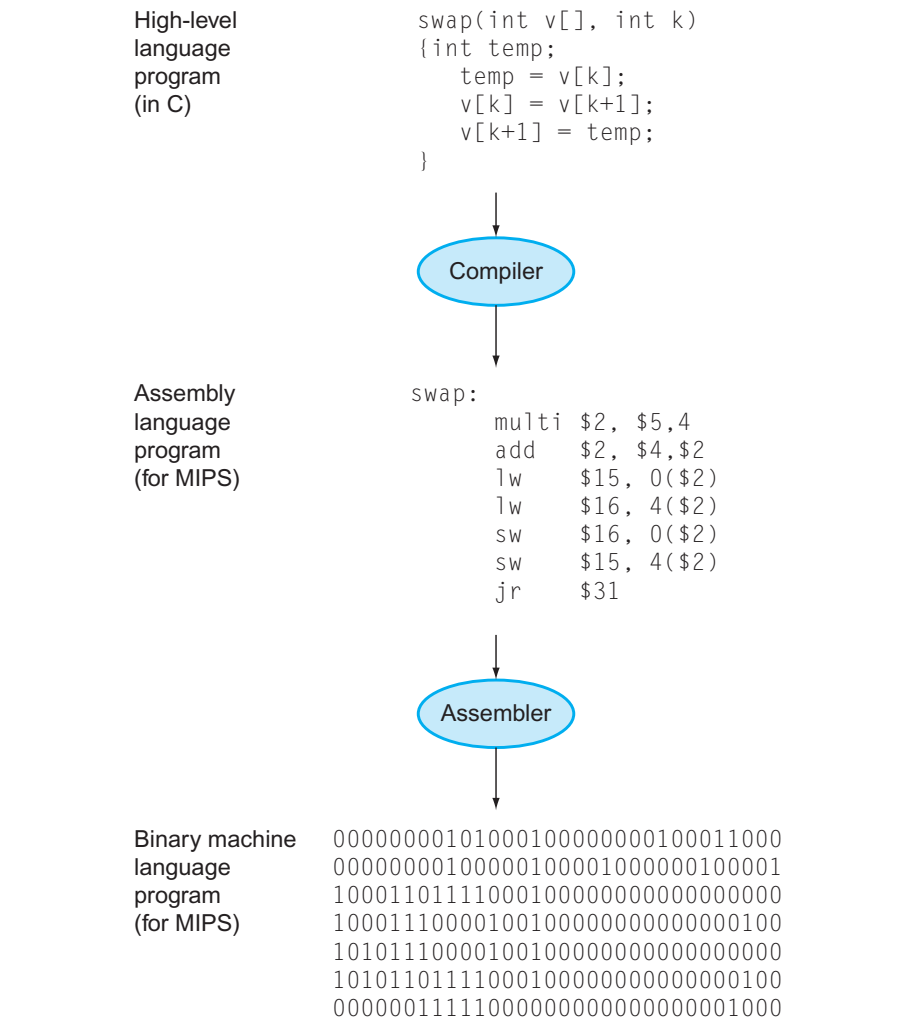 High-level
language
program
(in C)
swap(int v[], int k)
{int temp;
temp = v[k];
v[k] = v[k+1];
v[k+1] = temp;
}
Compiler
Assembly
language
program
(for MIPS)
swap:
multi $2, $5,4
add $2, $4,$2
lw $15, 0($2)
lw $16, 4($2)
sw $16, 0($2)
sw $15, 4($2)
jr $31
Assembler
Binary machine
language
program
(for MIPS)
00000000101000100000000100011000
00000000100000100001000000100001
10001101111000100000000000000000
10001110000100100000000000000100
10101110000100100000000000000000
10101101111000100000000000000100
00000011111000000000000000001000